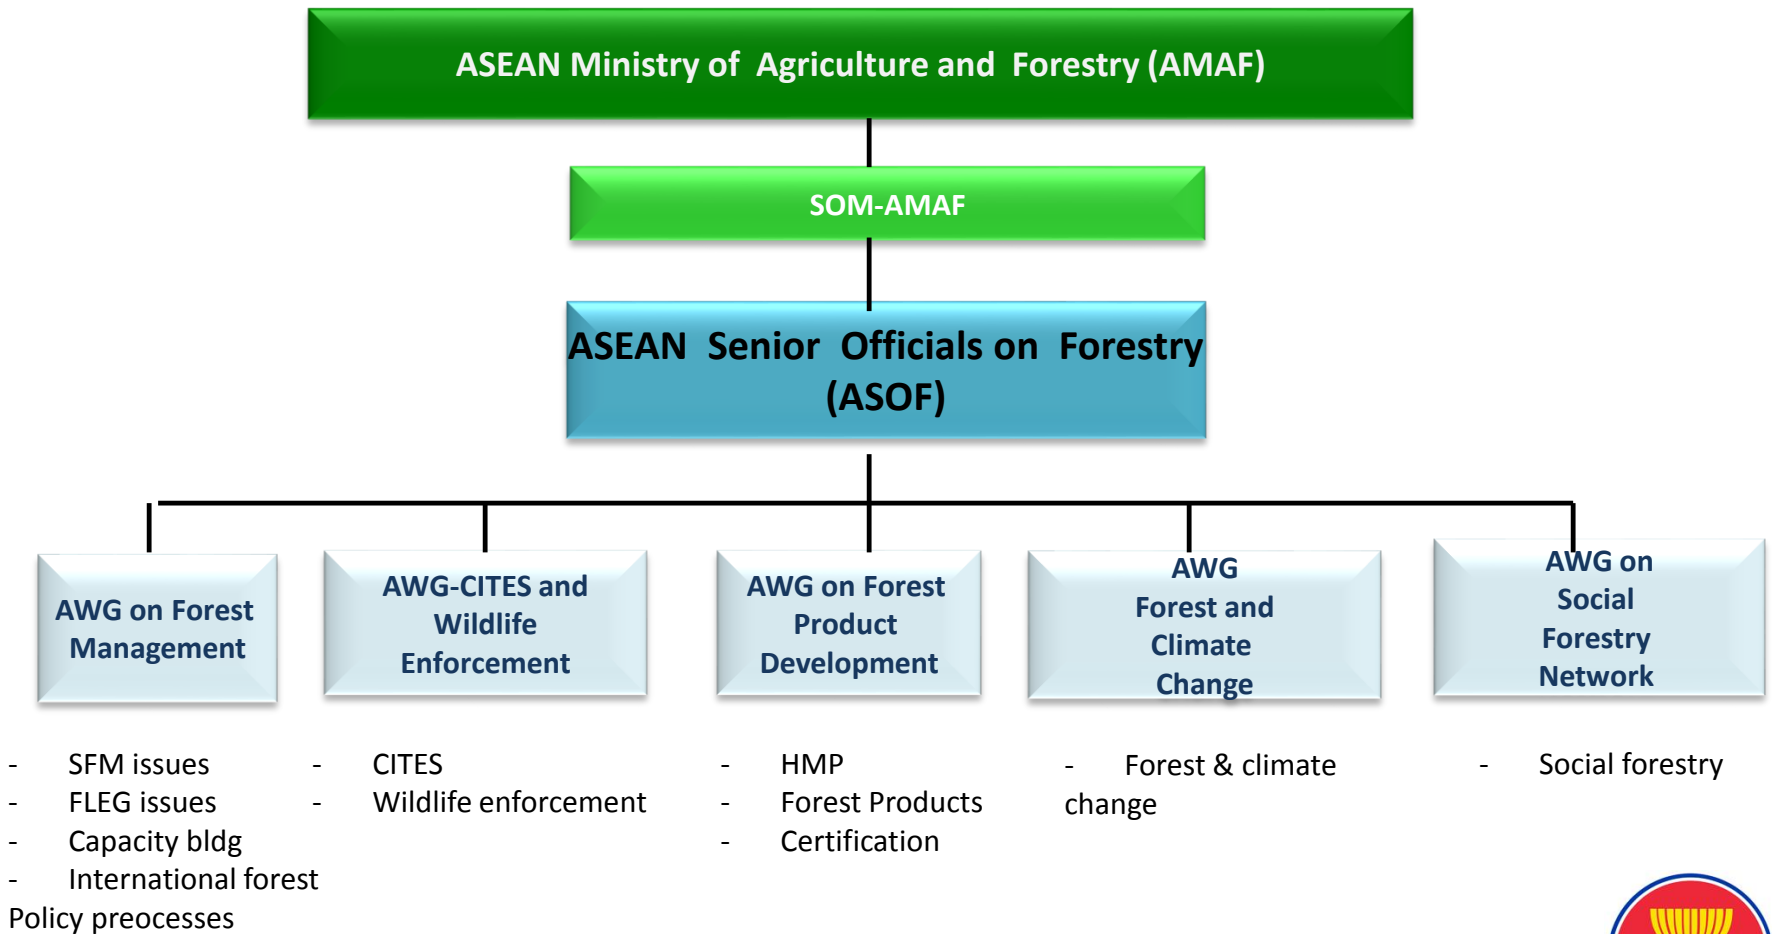 ASEAN Ministry of Agriculture and Forestry (AMAF)
SOM-AMAF
ASEAN Senior Officials on Forestry
(ASOF)
AWG on Forest
Management
AWG-CITES and
Wildlife
Enforcement
AWG on Forest
Product
Development
AWG
Forest and
Climate
Change
AWG on
Social
Forestry
Network
- SFM issues
- FLEG issues
- Capacity bldg
- International forest
Policy preocesses
- CITES
- Wildlife enforcement
- HMP
- Forest Products
- Certification
- Forest & climate
change
- Social forestry